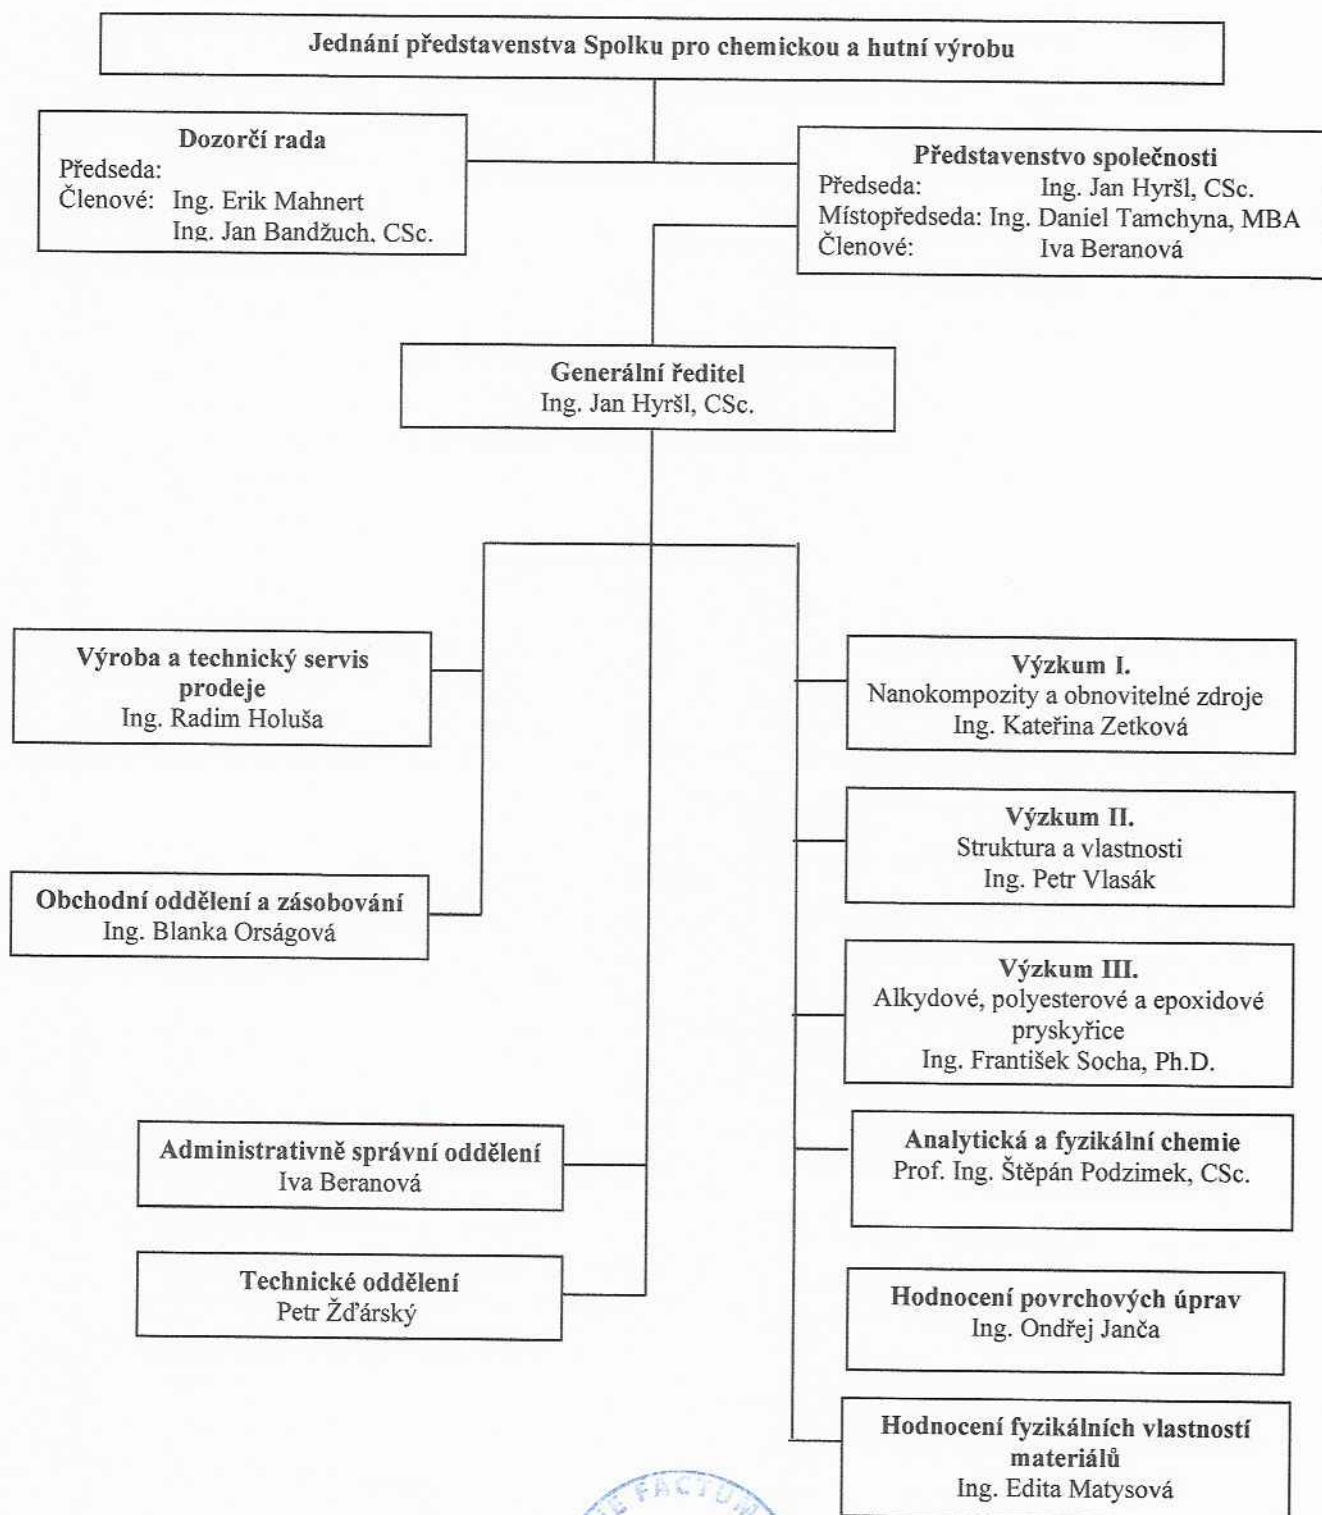 Jednání představenstva Spolku pro chemickou a hutní výrobu
Dozorčí rada
Předseda:
Členové: Ing. Erik Mahnert
Ing. Jan Bandžuch, CSc.
Představenstvo společnosti
Předseda: Ing. Jan Hyršl, CSc.
Místopředseda: Ing. Daniel Tamchyna, MBA
Členové: Iva Beranová
Generální ředitel
Ing. Jan Hyršl, CSc.
Výroba a technický servis
prodeje
Ing. Radim Holuša
Obchodní oddělení a zásobování
Ing. Blanka Orságová
Administrativně správní oddělení
Iva Beranová
Technické oddělení
Petr Žďárský
Výzkum I.
Nanokompozity a obnovitelné zdroje
Ing. Kateřina Zetková
Výzkum II.
Struktura a vlastnosti
Ing. Petr Vlasák
Výzkum III.
Alkydové, polyesterové a epoxidové
pryskyřice
Ing. František Socha, Ph.D.
Analytická a fyzikální chemie
Prof. Ing. Štěpán Podzimek, CSc.
Hodnocení povrchových úprav
Ing. Ondřej Janča
Hodnocení fyzikálních vlastností
materiálů
Ing. Edita Matysová
FACTUM